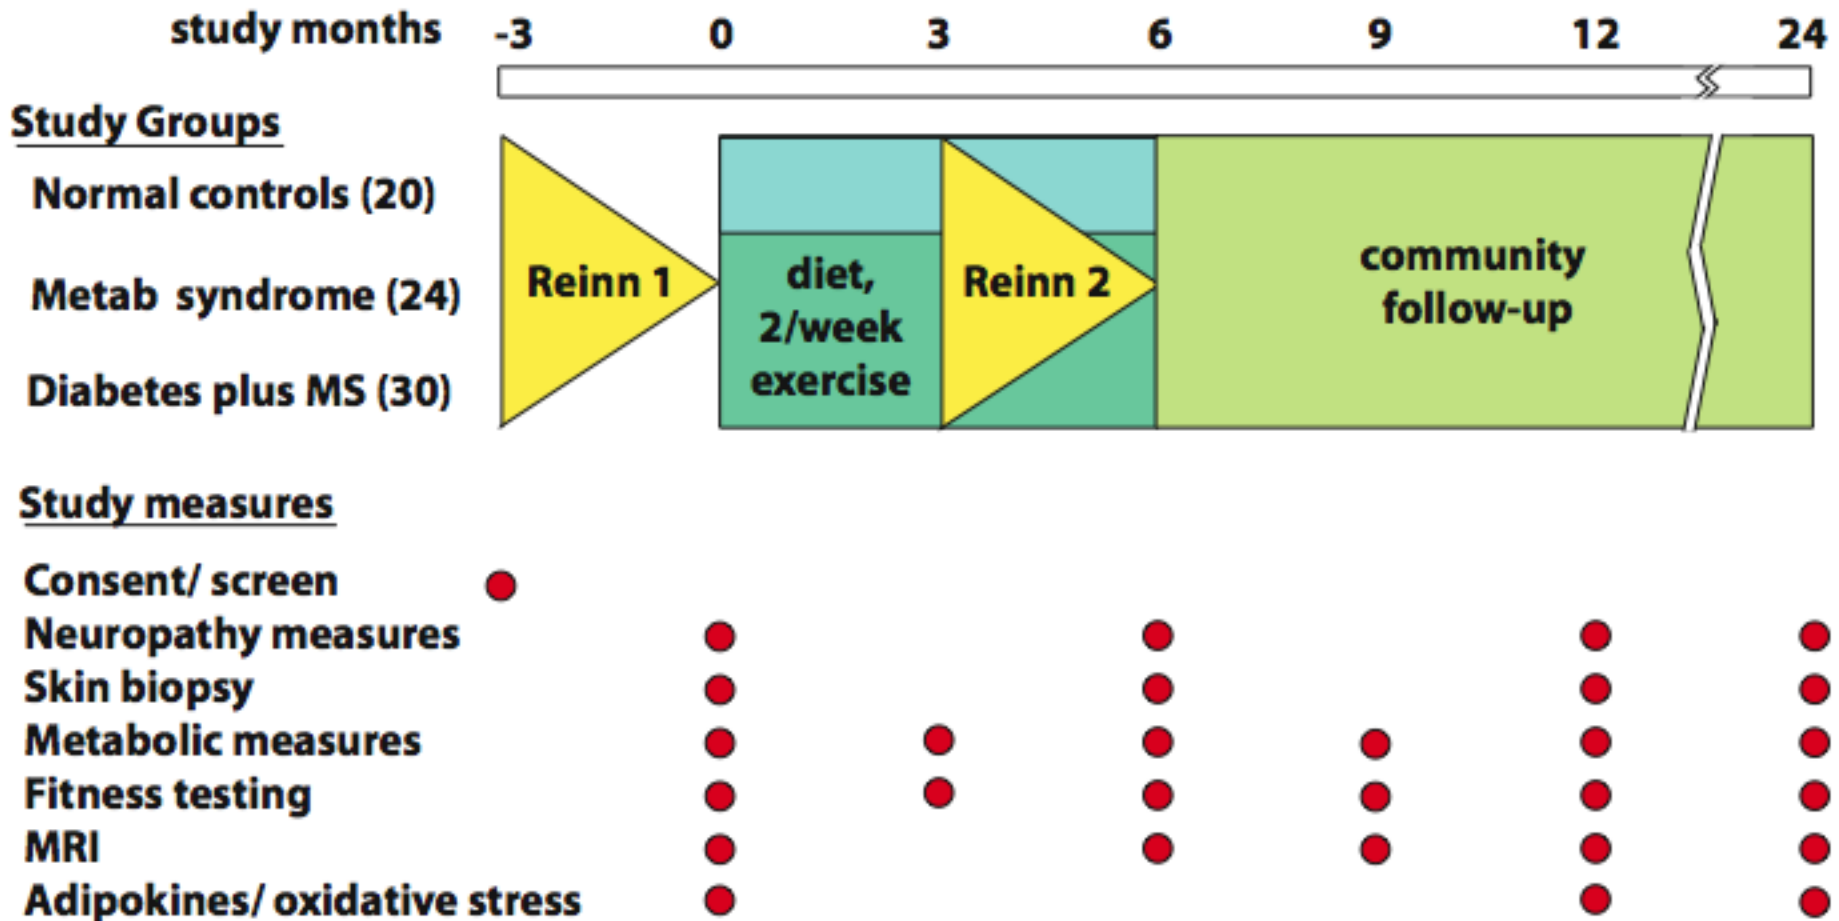 study months -3 0 3 6 9 12 24
Study Groups
Normal controls (20)
Metab syndrome (24)
Diabetes plus MS (30)
Reinn 1
diet,
2/week
exercise
Reinn 2
community
follow-up
Study measures
Consent/ screen
Neuropathy measures
Skin biopsy
Metabolic measures
Fitness testing
MRI
Adipokines/ oxidative stress